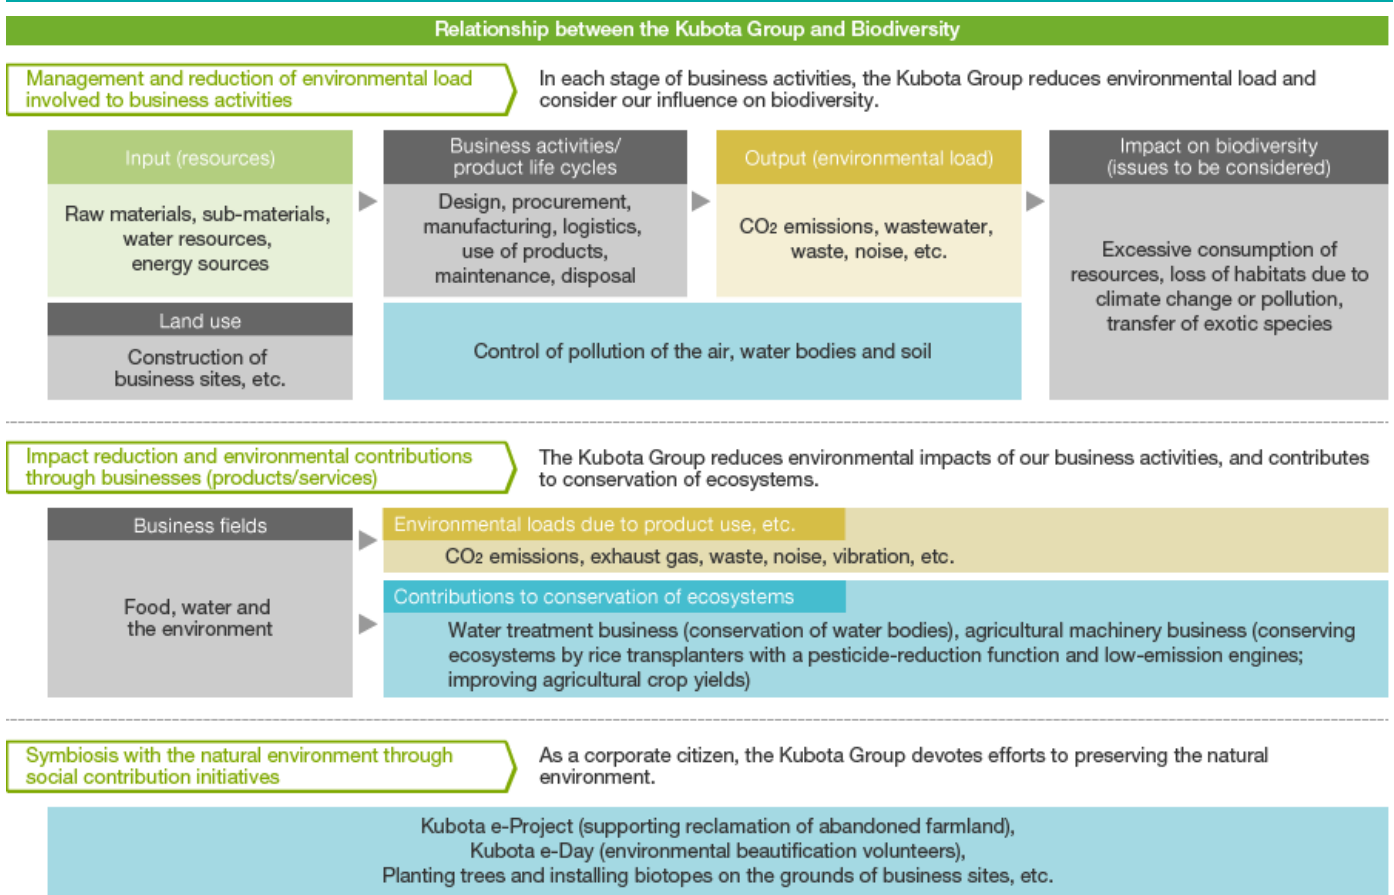 Relationship between the Kubota Group and Biodiversity
Management and reduction of environmental load
involved to business activities
In each stage of business activities, the Kubota Group reduces environmental load and
consider our influence on biodiversity.
Input (resources)
Raw materials, sub-materials,
water resources,
energy sources
Business activities/
product life cycles
Design, procurement,
manufacturing, logistics,
use of products,
maintenance, disposal
Output (environmental load)
CO2 emissions, wastewater,
waste, noise, etc.
Impact on biodiversity
(issues to be considered)
Excessive consumption of
resources, loss of habitats due to
climate change or pollution,
transfer of exotic species
Land use
Construction of
business sites, etc.
Control of pollution of the air, water bodies and soil
Impact reduction and environmental contributions
through businesses (products/services)
The Kubota Group reduces environmental impacts of our business activities, and contributes
to conservation of ecosystems.
Business fields
Food, water and
the environment
Environmental loads due to product use, etc.
CO2 emissions, exhaust gas, waste, noise, vibration, etc.
Contributions to conservation of ecosystems
Water treatment business (conservation of water bodies), agricultural machinery business (conserving
ecosystems by rice transplanters with a pesticide-reduction function and low-emission engines;
improving agricultural crop yields)
Symbiosis with the natural environment through
social contribution initiatives
As a corporate citizen, the Kubota Group devotes efforts to preserving the natural
environment.
Kubota e-Project (supporting reclamation of abandoned farmland),
Kubota e-Day (environmental beautification volunteers),
Planting trees and installing biotopes on the grounds of business sites, etc.